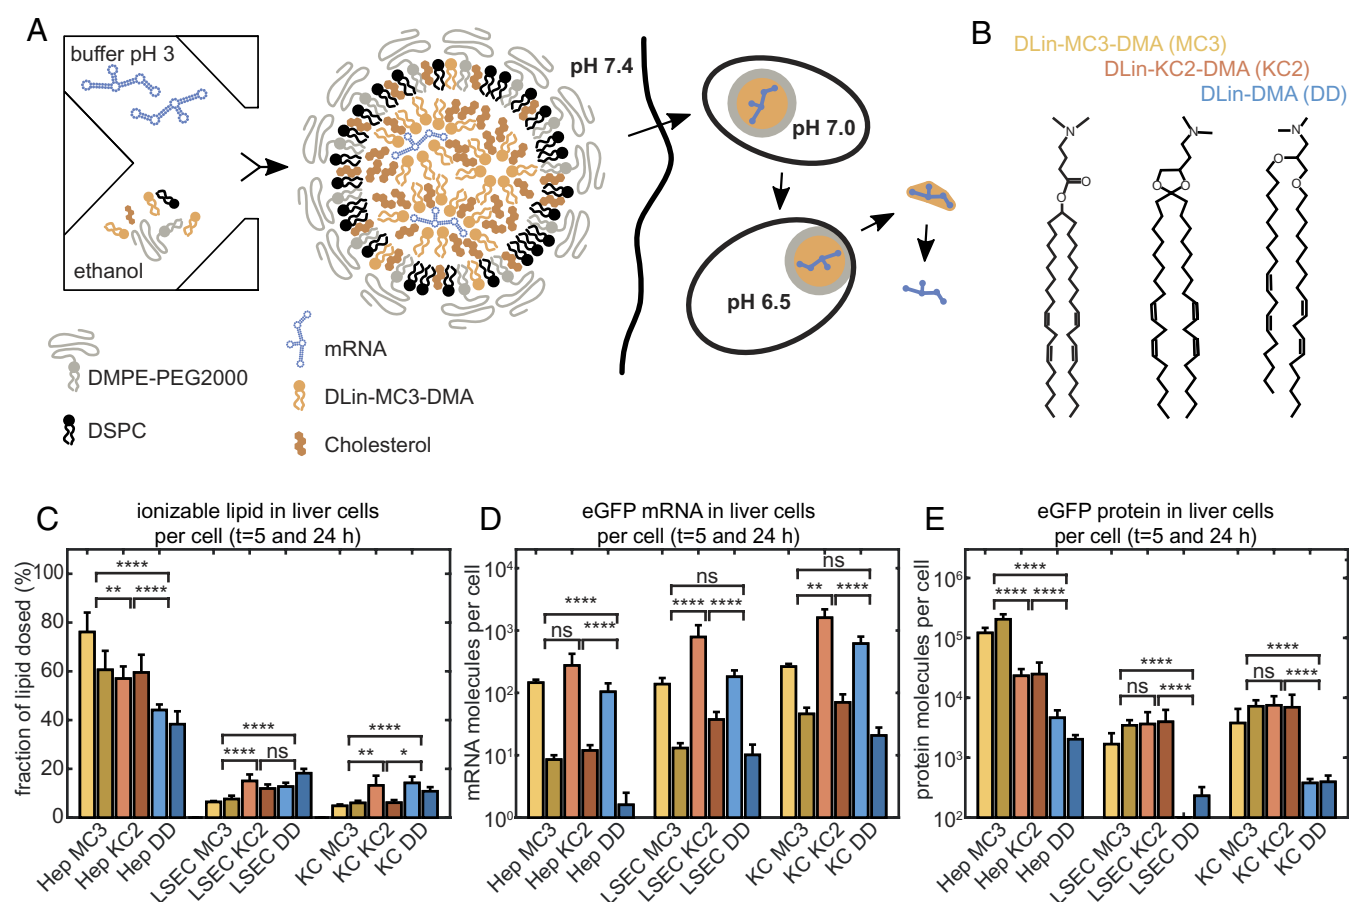 A
buffer pH 3
ethanol
pH 7.4
pH 7.0
pH 6.5
DMPE-PEG2000
DSPC
mRNA
DLin-MC3-DMA
Cholesterol
B
DLin-MC3-DMA (MC3)
DLin-KC2-DMA (KC2)
DLin-DMA (DD)
N
N
N
O
O
O
O
O
O
C
ionizable lipid in liver cells
per cell (t=5 and 24 h)
fraction of lipid dosed (%)
100
80
60
40
20
0
****
** ****
****
**** ns
****
** *
Hep MC3
Hep KC2
Hep DD
LSEC MC3
LSEC KC2
LSEC DD
KC MC3
KC KC2
KC DD
D
eGFP mRNA in liver cells
per cell (t=5 and 24 h)
mRNA molecules per cell
10⁴
10³
10²
10¹
10⁰
****
ns ****
ns
**** ****
ns
** ****
Hep MC3
Hep KC2
Hep DD
LSEC MC3
LSEC KC2
LSEC DD
KC MC3
KC KC2
KC DD
E
eGFP protein in liver cells
per cell (t=5 and 24 h)
protein molecules per cell
10⁶
10⁵
10⁴
10³
10²
****
**** ****
****
ns ****
****
ns ****
Hep MC3
Hep KC2
Hep DD
LSEC MC3
LSEC KC2
LSEC DD
KC MC3
KC KC2
KC DD